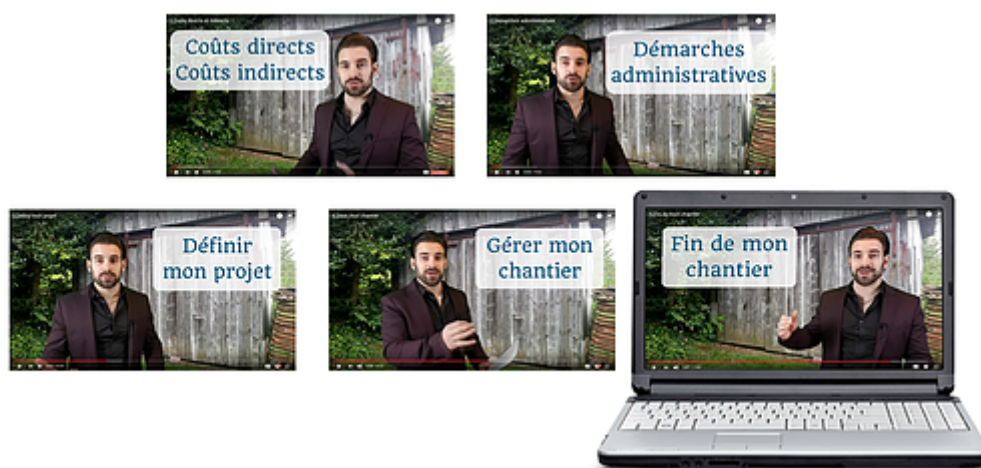 Coûts directs
Coûts indirects
Démarches
administratives
Définir
mon projet
Gérer mon
chantier
Fin de mon
chantier